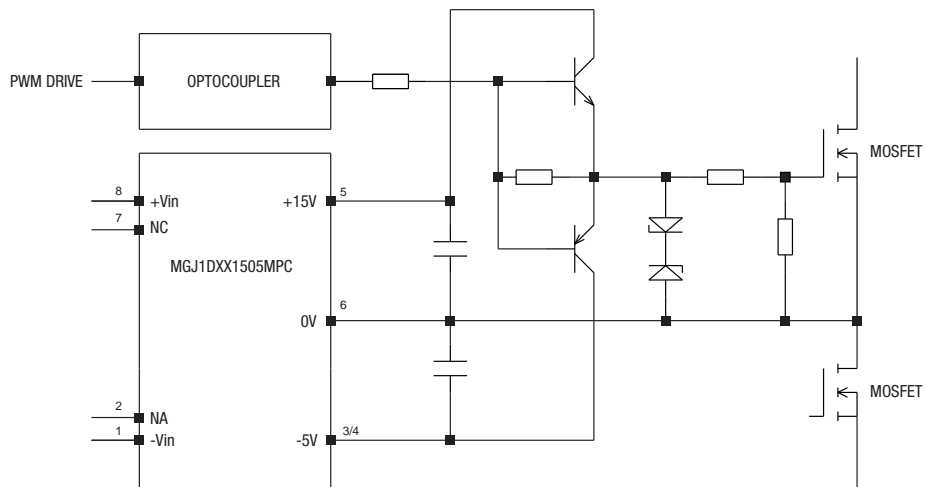 PWM DRIVE
OPTOCOUPLER
MOSFET
8
+Vin
+15V
5
7
NC
MGJ1DXX1505MPC
6
0V
MOSFET
2
NA
1
-Vin
-5V
3/4